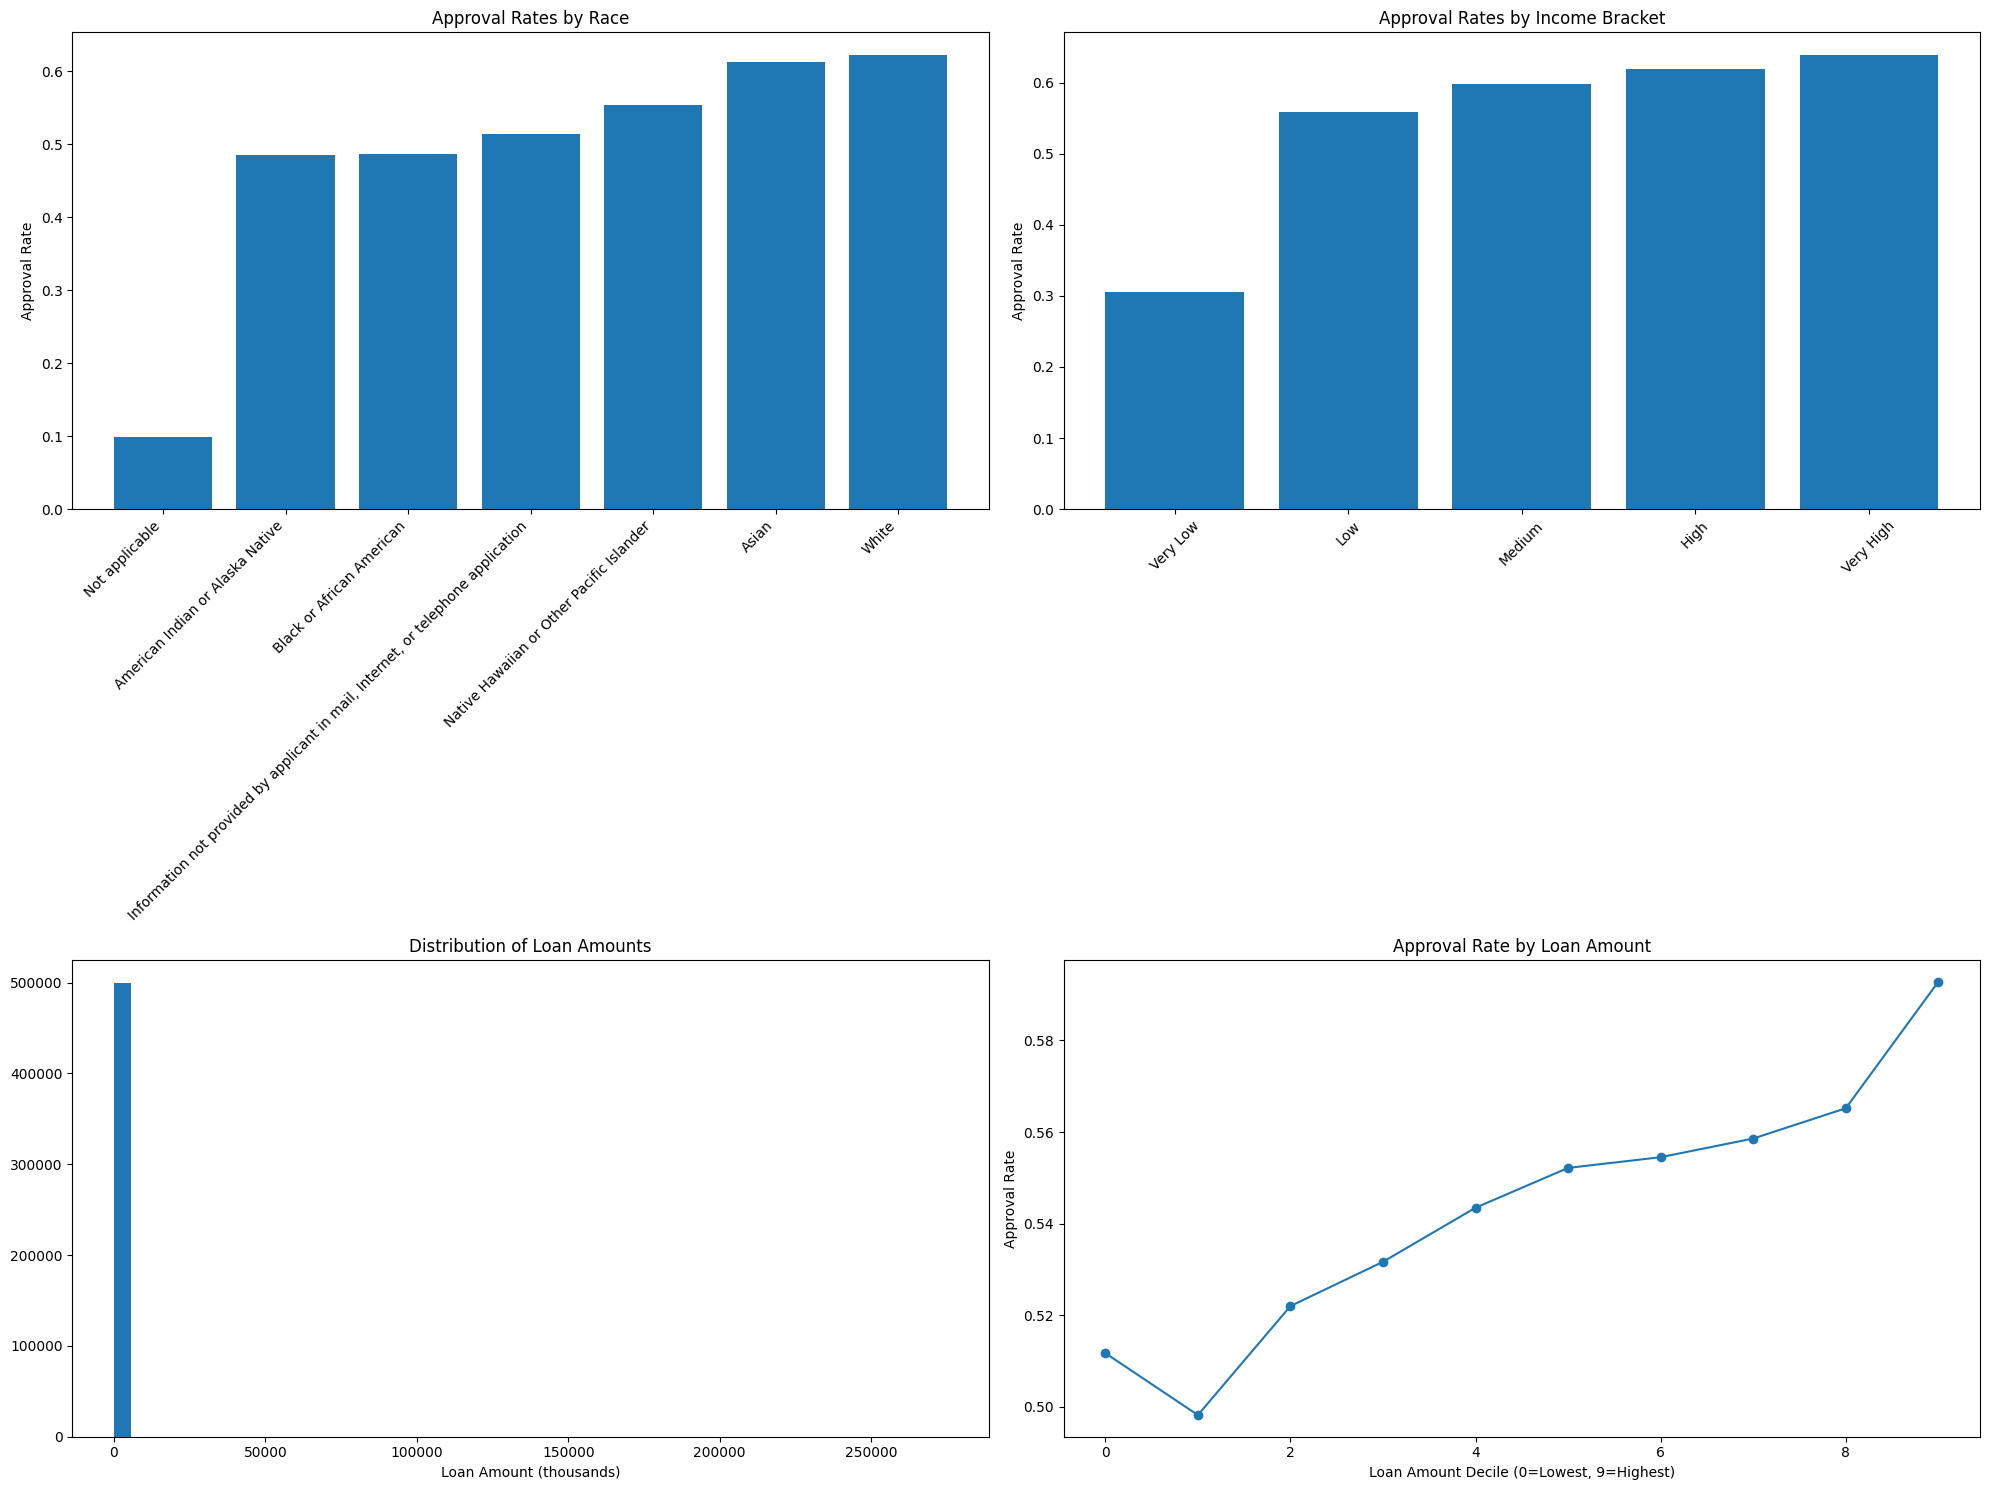 Approval Rates by Race
Approval Rate
0.6
0.5
0.4
0.3
0.2
0.1
0.0
Not applicable
American Indian or Alaska Native
Black or African American
Information not provided by applicant in mail, Internet, or telephone application
Native Hawaiian or Other Pacific Islander
Asian
White
Approval Rates by Income Bracket
Approval Rate
0.6
0.5
0.4
0.3
0.2
0.1
0.0
Very Low
Low
Medium
High
Very High
Distribution of Loan Amounts
500000
400000
300000
200000
100000
0
0
50000
100000
150000
200000
250000
Loan Amount (thousands)
Approval Rate by Loan Amount
Approval Rate
0.58
0.56
0.54
0.52
0.50
0
2
4
6
8
Loan Amount Decile (0=Lowest, 9=Highest)